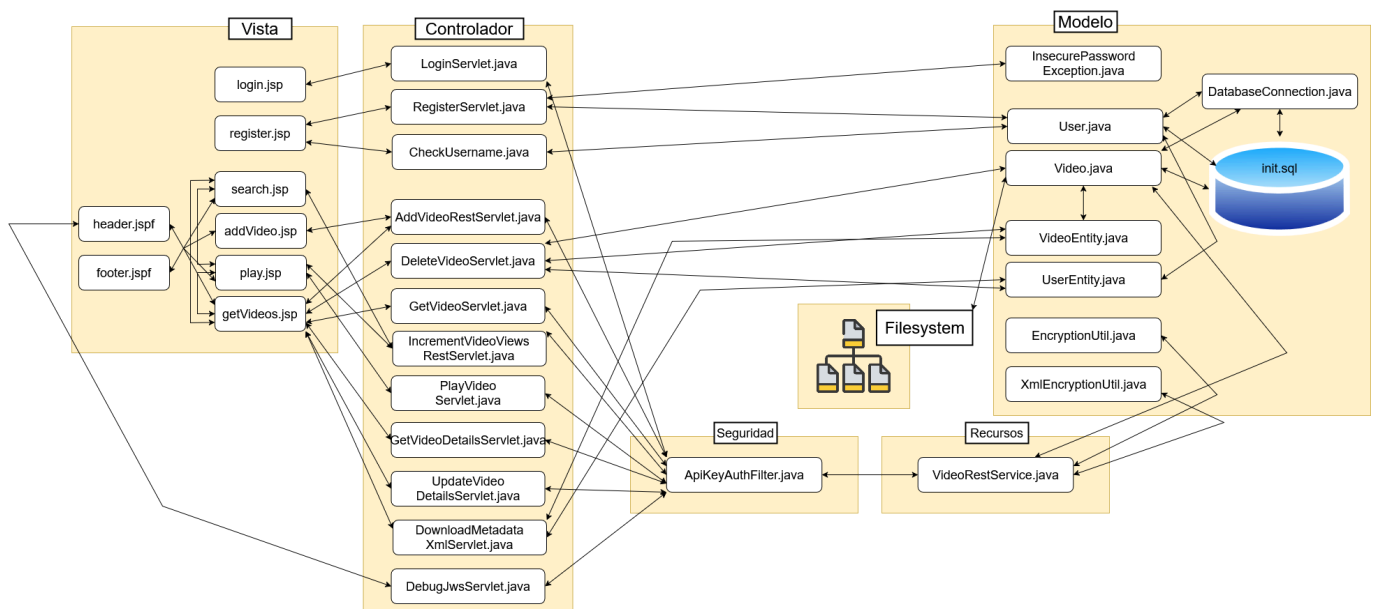 Vista
login.jsp
register.jsp
search.jsp
header.jspf
addVideo.jsp
footer.jspf
play.jsp
getVideos.jsp
Controlador
LoginServlet.java
RegisterServlet.java
CheckUsername.java
AddVideoRestServlet.java
DeleteVideoServlet.java
GetVideoServlet.java
IncrementVideoViews
RestServlet.java
PlayVideo
Servlet.java
GetVideoDetailsServlet.java
UpdateVideo
DetailsServlet.java
DownloadMetadata
XmlServlet.java
DebugJwsServlet.java
Seguridad
ApiKeyAuthFilter.java
Recursos
VideoRestService.java
Filesystem
Modelo
InsecurePassword
Exception.java
DatabaseConnection.java
User.java
Video.java
init.sql
VideoEntity.java
UserEntity.java
EncryptionUtil.java
XmlEncryptionUtil.java